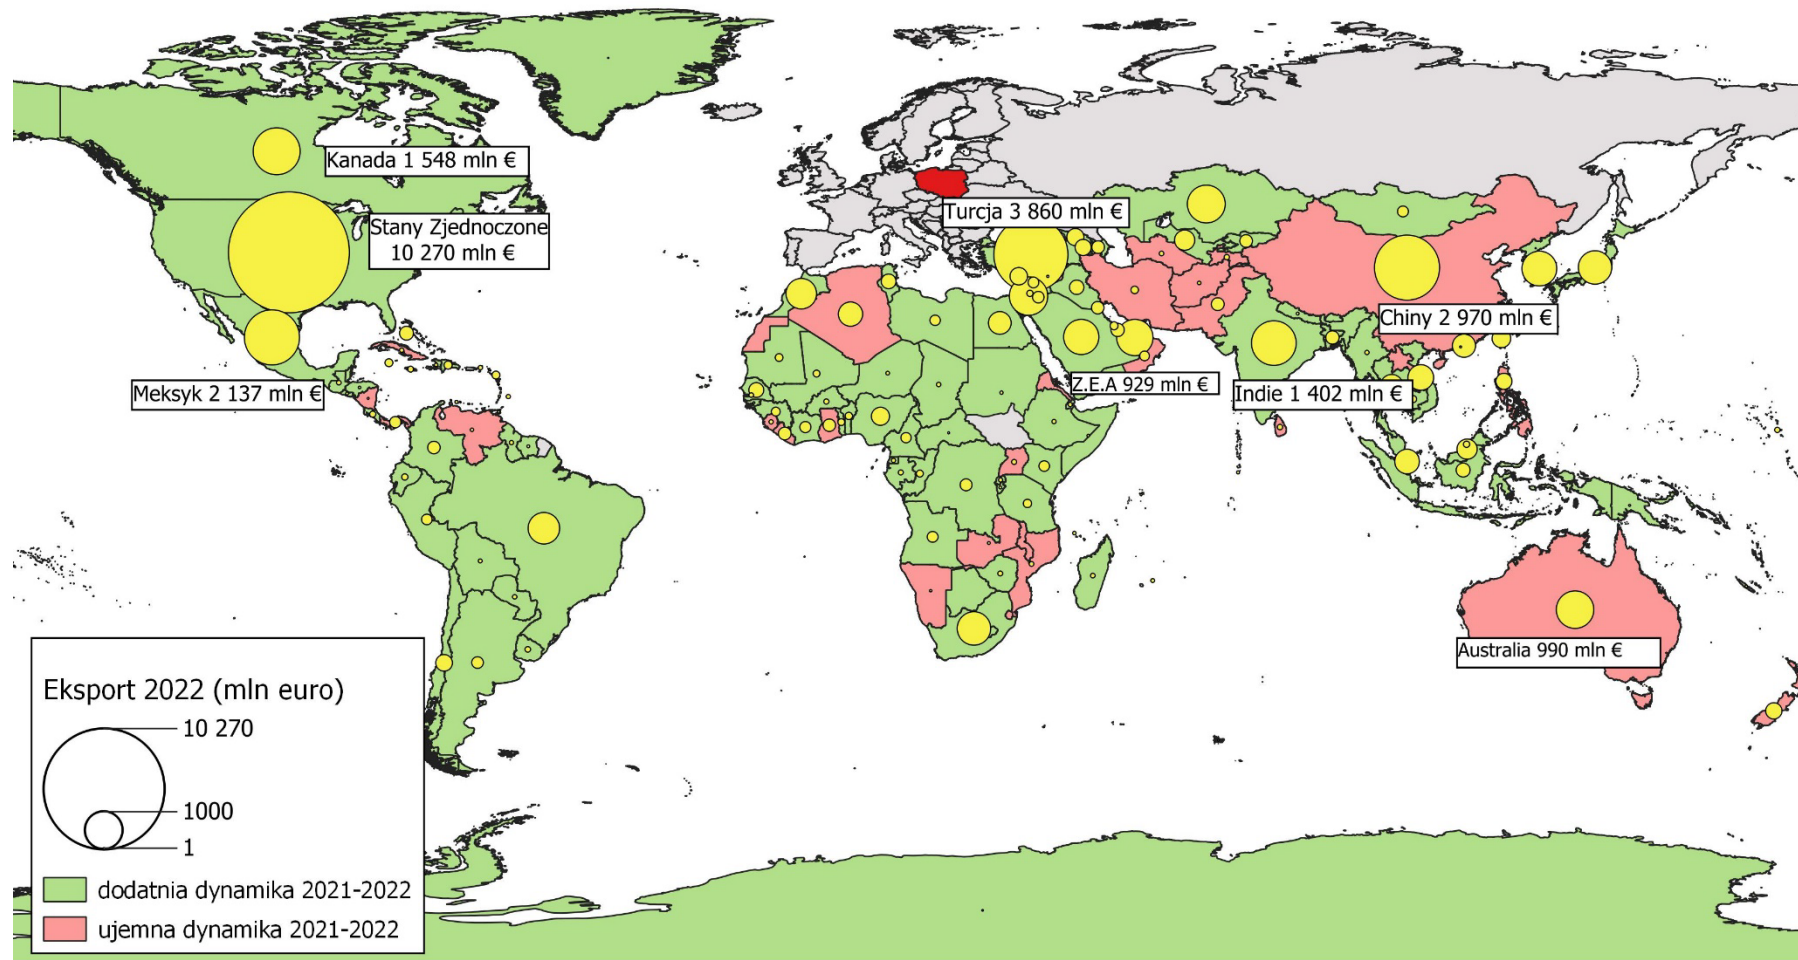 Kanada 1 548 mln €
Stany Zjednoczone
10 270 mln €
Meksyk 2 137 mln €
Turcja 3 860 mln €
Chiny 2 970 mln €
Z.E.A 929 mln €
Indie 1 402 mln €
Australia 990 mln €
Eksport 2022 (mln euro)
10 270
1000
1
dodatnia dynamika 2021-2022
ujemna dynamika 2021-2022